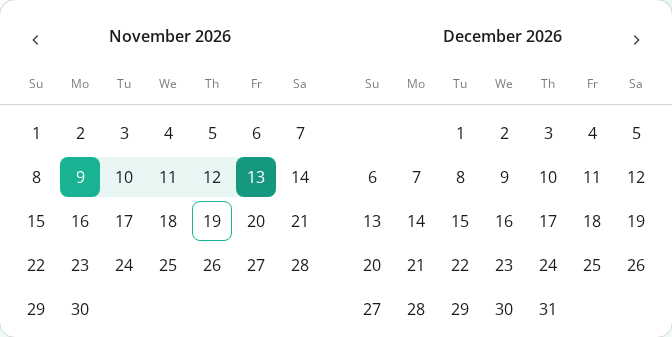 November 2026
Su Mo Tu We Th Fr Sa
1 2 3 4 5 6 7
8 9 10 11 12 13 14
15 16 17 18 19 20 21
22 23 24 25 26 27 28
29 30
December 2026
Su Mo Tu We Th Fr Sa
1 2 3 4 5
6 7 8 9 10 11 12
13 14 15 16 17 18 19
20 21 22 23 24 25 26
27 28 29 30 31